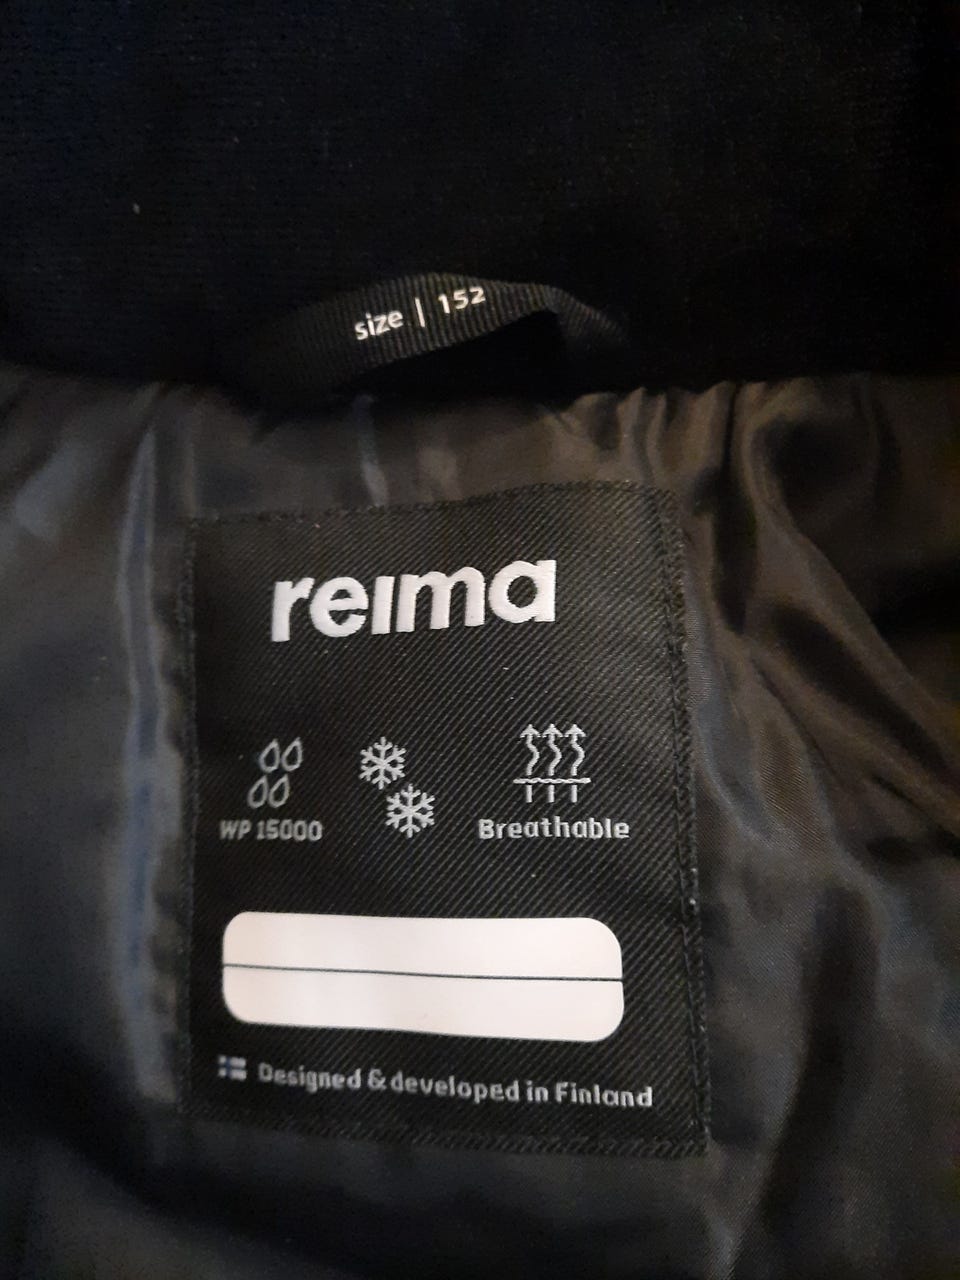 size | 152
reima
WP 15000
Breathable
Designed & developed in Finland